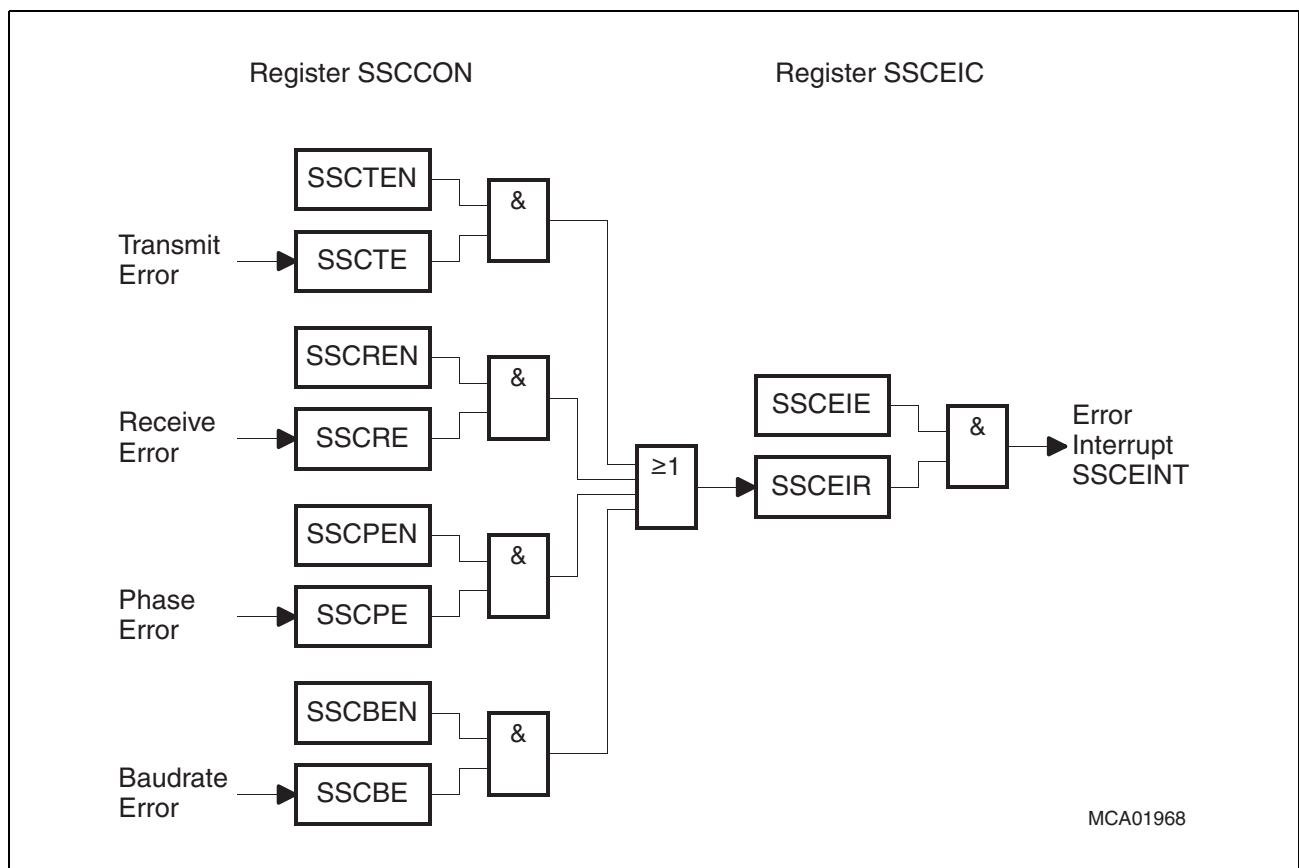 Register SSCCON
Register SSCEIC
SSCTEN
&
Transmit
Error
SSCTE
SSCREN
&
Receive
Error
SSCRE
SSCPEN
&
Phase
Error
SSCPE
SSCBEN
&
Baudrate
Error
SSCBE
≥1
SSCEIE
SSCEIR
&
Error
Interrupt
SSCEINT
MCA01968